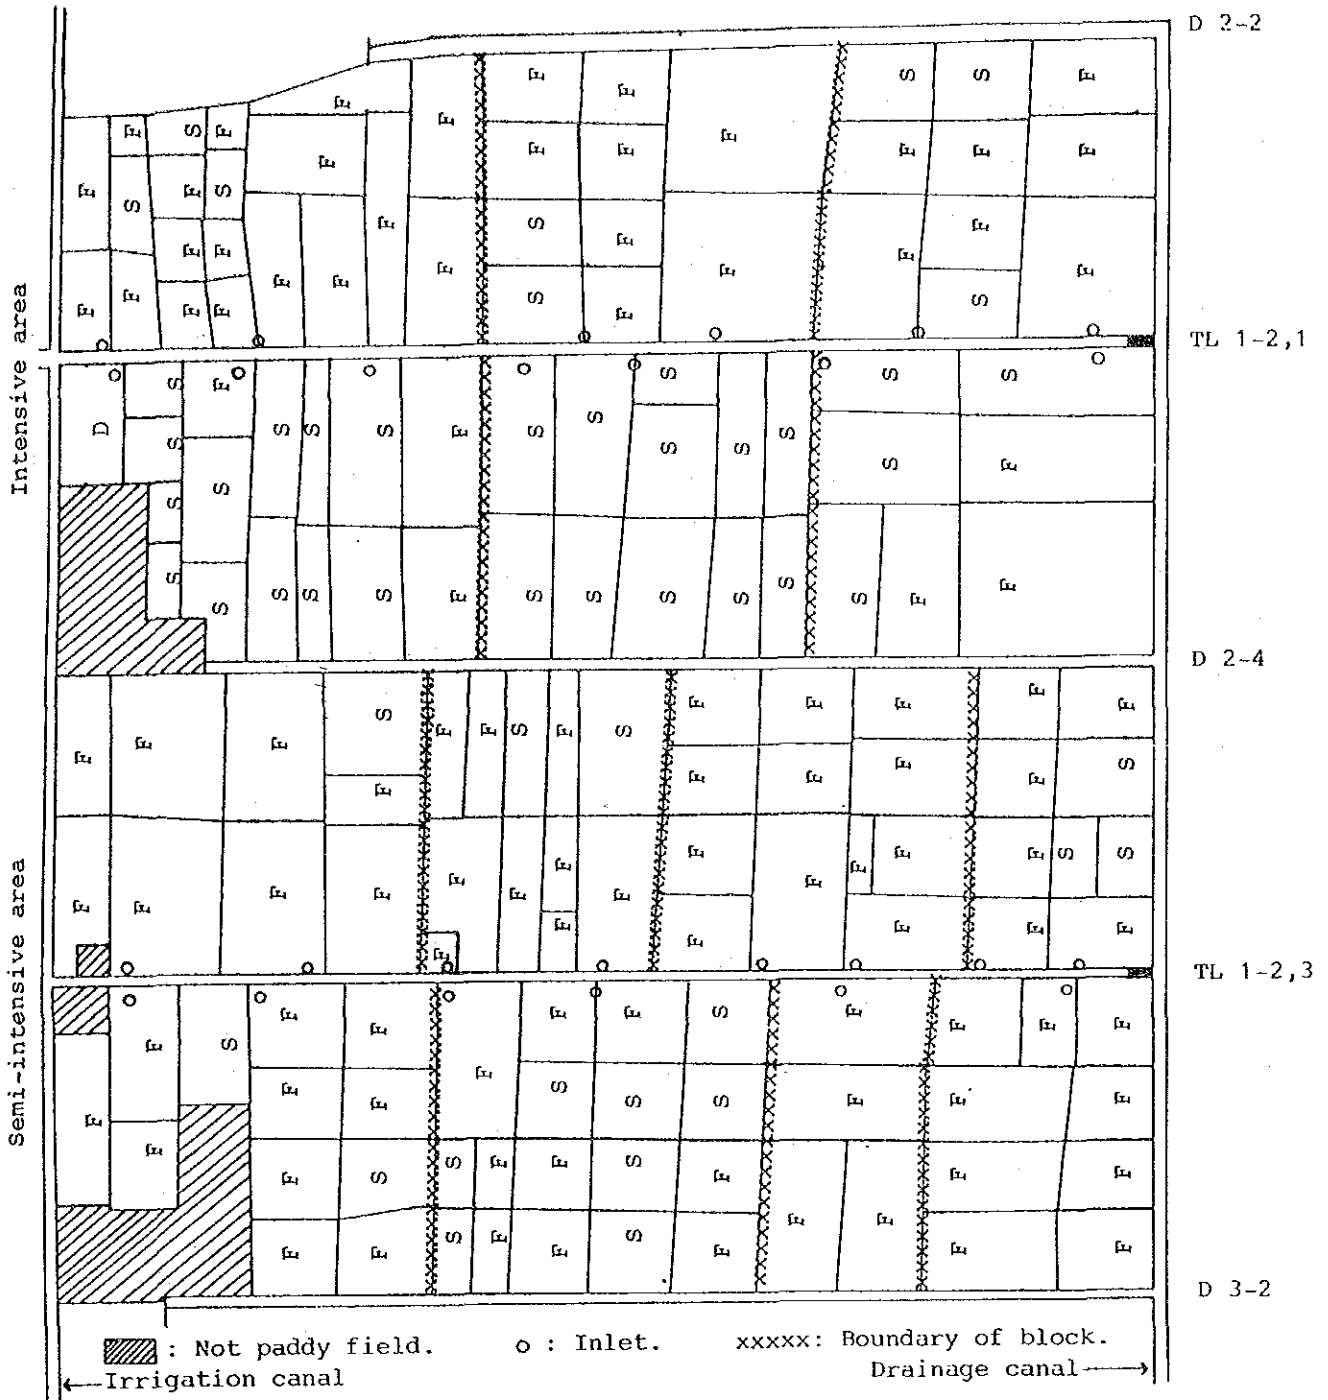 D 2-2
F F S S F
F
F S F F F
F F F F F F
F S F S F
F F S F F F
F F F F F F F S F F S F
Intensive area
TL 1-2,1
S F S S S
D S S S S F S S S S S S F
S S
S S S S S F S S S S S S F F
D 2-4
F F F S F F S F S F F F F F
F F F F F S
Semi-intensive area
F F F F F F F F F F F F F S S
F F F F F F
TL 1-2,3
F S F F F F F S F F F F
F F F F S S S F F F
F S S F F S F F F
F F F S F F S F F F F F
D 3-2
: Not paddy field. o : Inlet. xxxxx: Boundary of block.
Irrigation canal Drainage canal